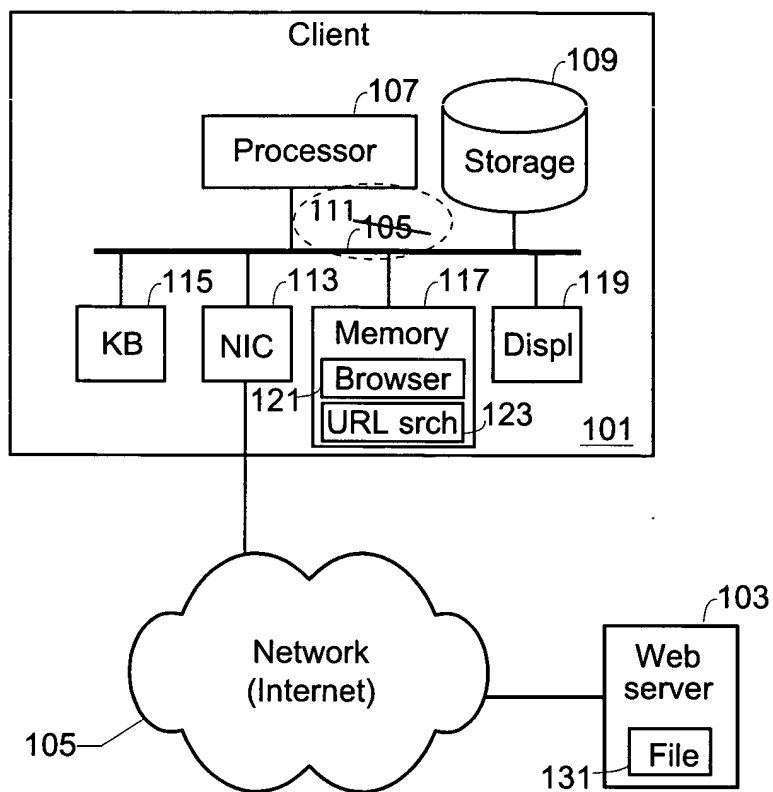 Client
107
109
Processor
Storage
111
105
115
113
117
119
KB
NIC
Memory
Displ
Browser
121
URL srch
123
101
103
Network
(Internet)
Web
server
105
File
131